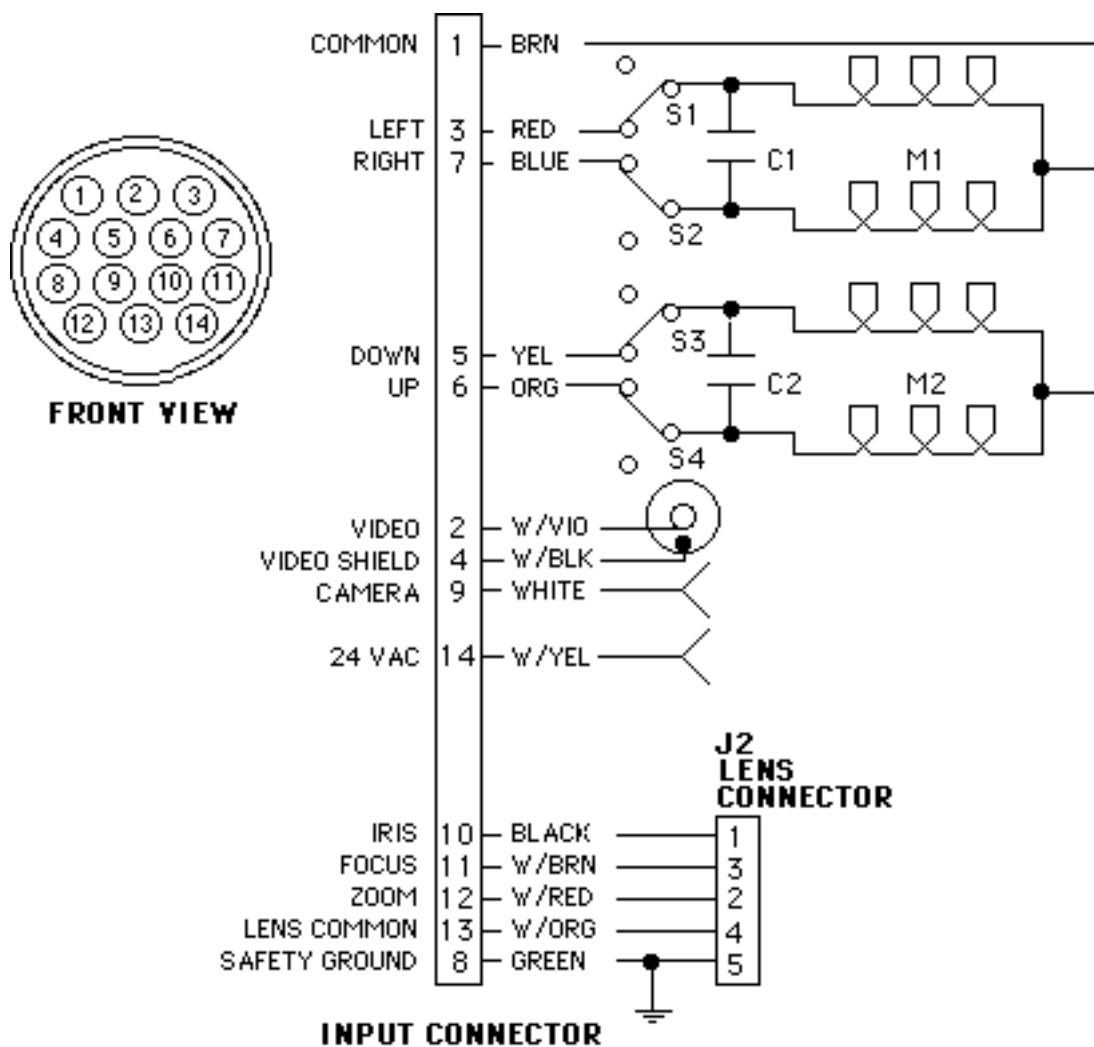 COMMON 1 BRN
LEFT 3 RED
RIGHT 7 BLUE
S1
C1
M1
S2
1 2 3
4 5 6 7
8 9 10 11
12 13 14
FRONT VIEW
DOWN 5 YEL
UP 6 ORG
S3
C2
M2
S4
VIDEO 2 W/VIO
VIDEO SHIELD 4 W/BLK
CAMERA 9 WHITE
24 VAC 14 W/YEL
J2
LENS
CONNECTOR
IRIS 10 BLACK 1
FOCUS 11 W/BRN 3
ZOOM 12 W/RED 2
LENS COMMON 13 W/ORG 4
SAFETY GROUND 8 GREEN 5
INPUT CONNECTOR